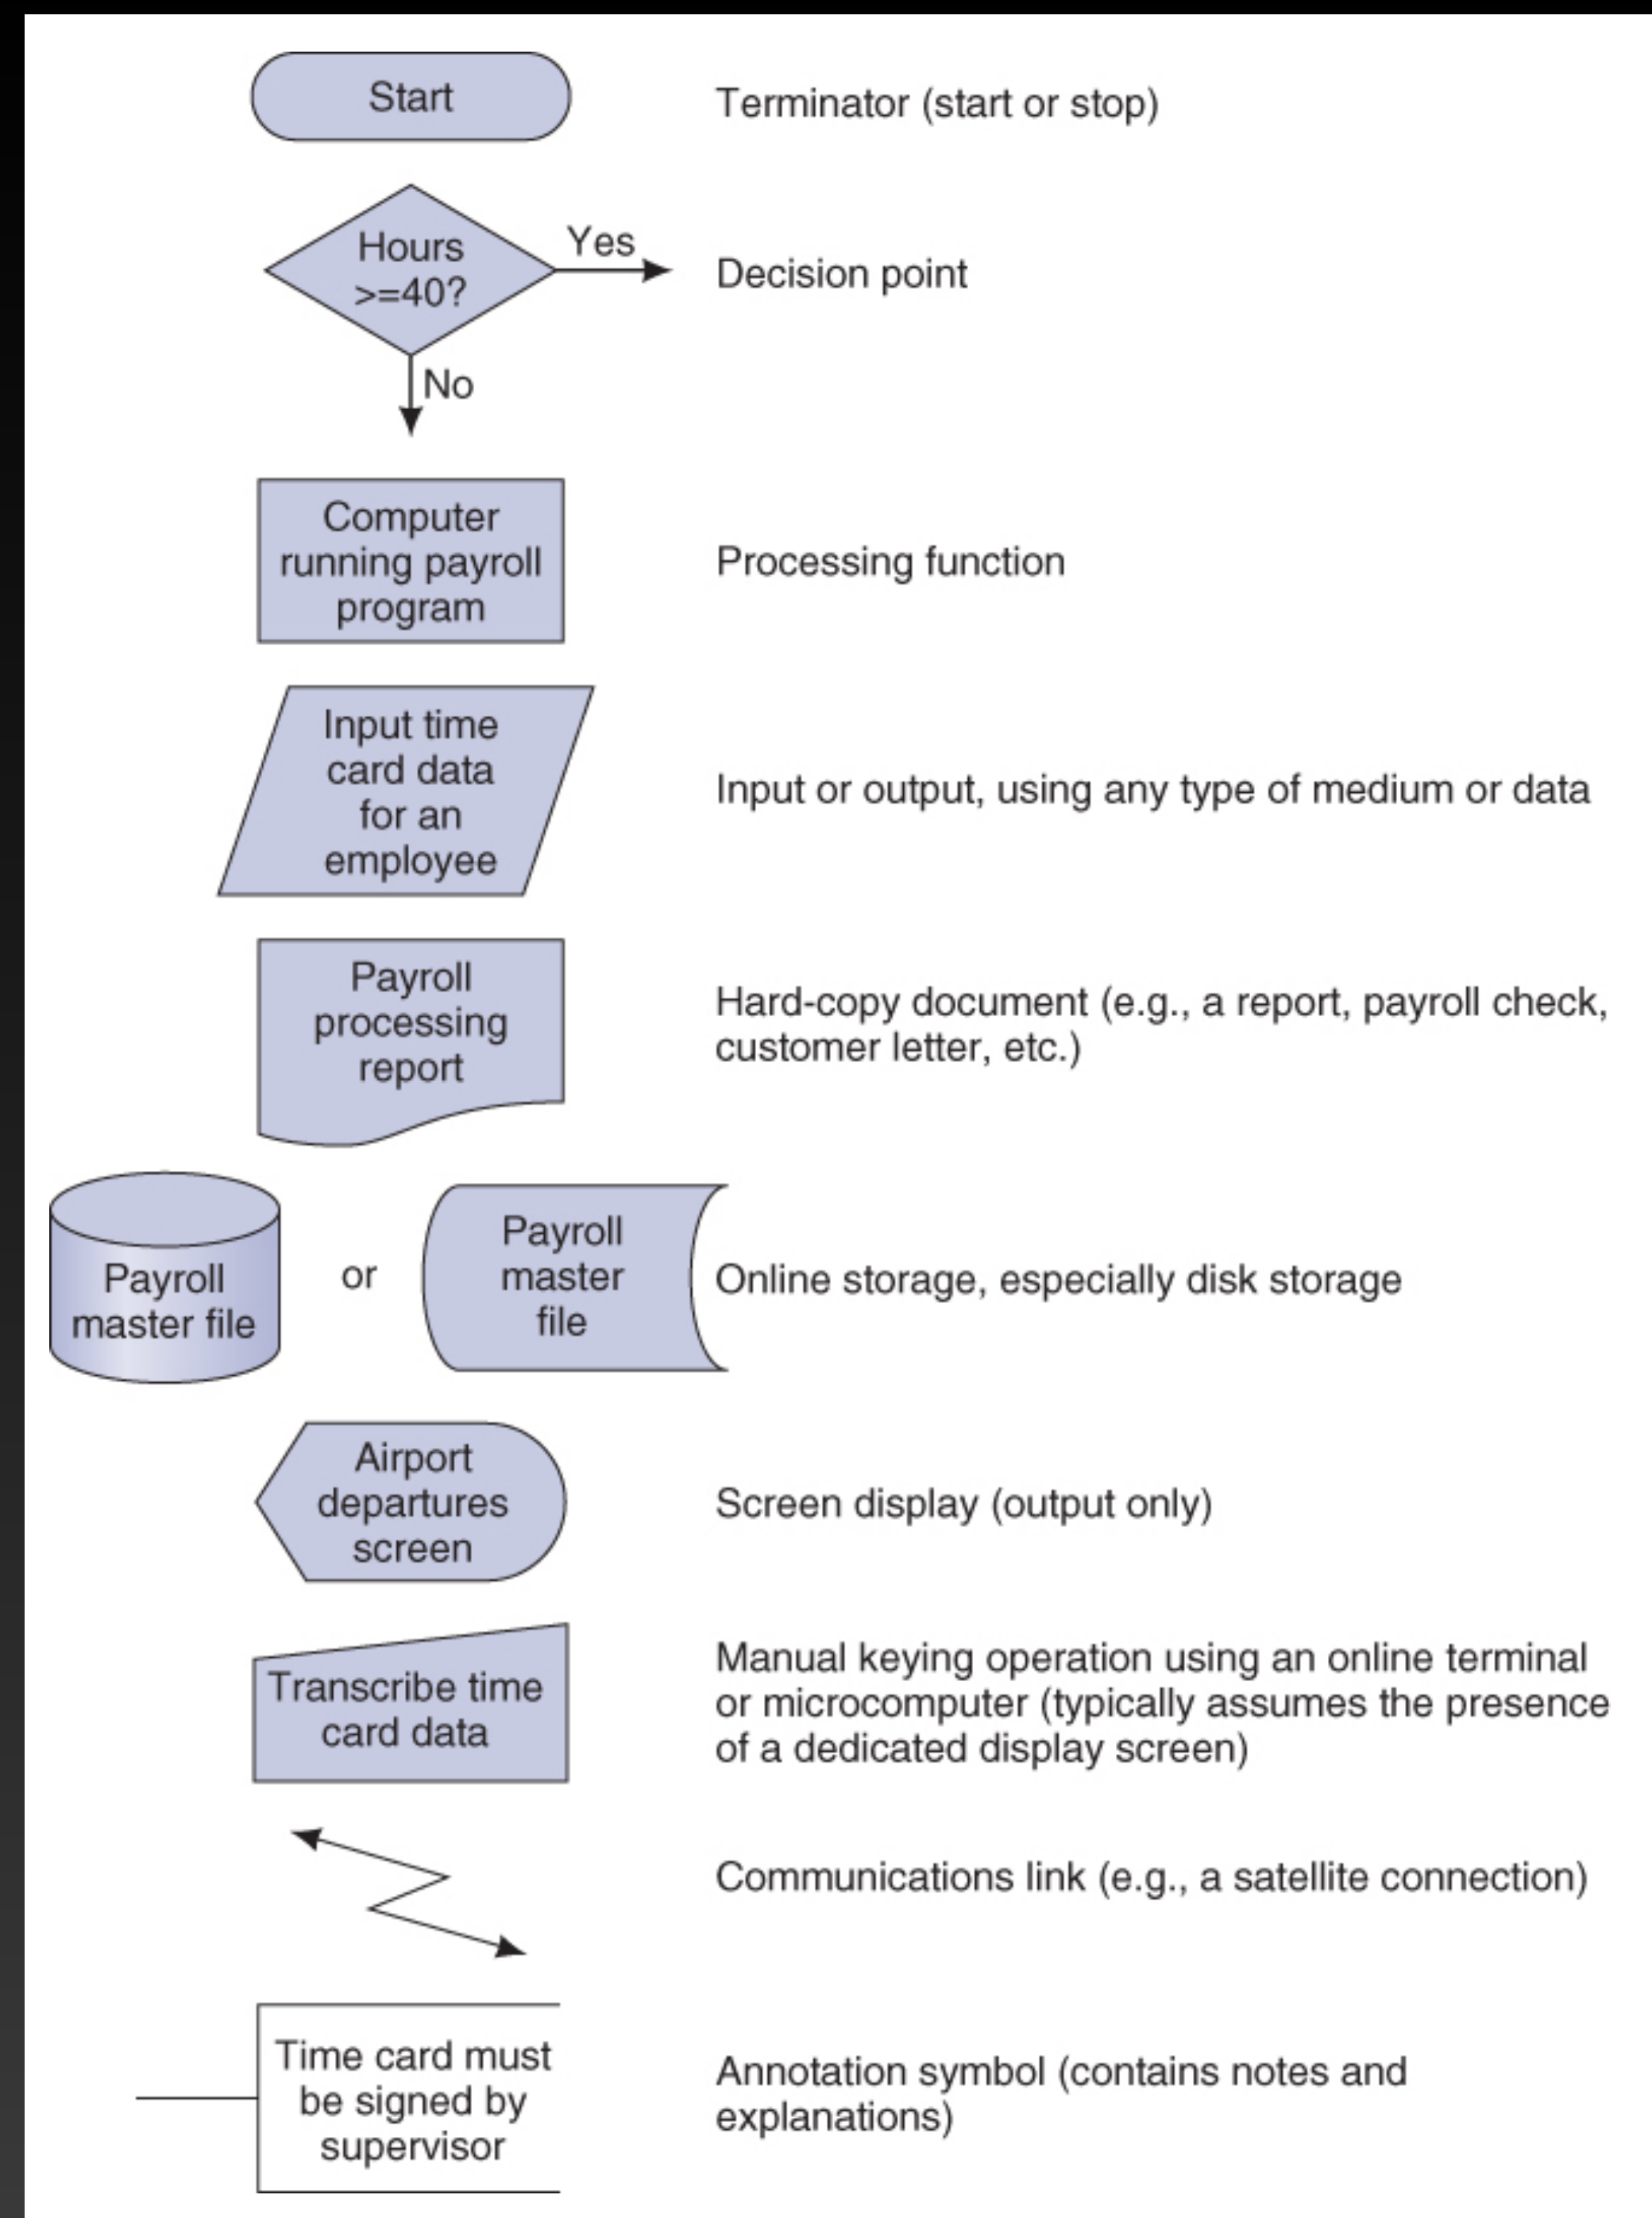 Start
Terminator (start or stop)
Hours
>=40?
Yes
Decision point
No
Computer
running payroll
program
Processing function
Input time
card data
for an
employee
Input or output, using any type of medium or data
Payroll
processing
report
Hard-copy document (e.g., a report, payroll check,
customer letter, etc.)
Payroll
master file
or
Payroll
master
file
Online storage, especially disk storage
Airport
departures
screen
Screen display (output only)
Transcribe time
card data
Manual keying operation using an online terminal
or microcomputer (typically assumes the presence
of a dedicated display screen)
Communications link (e.g., a satellite connection)
Time card must
be signed by
supervisor
Annotation symbol (contains notes and
explanations)